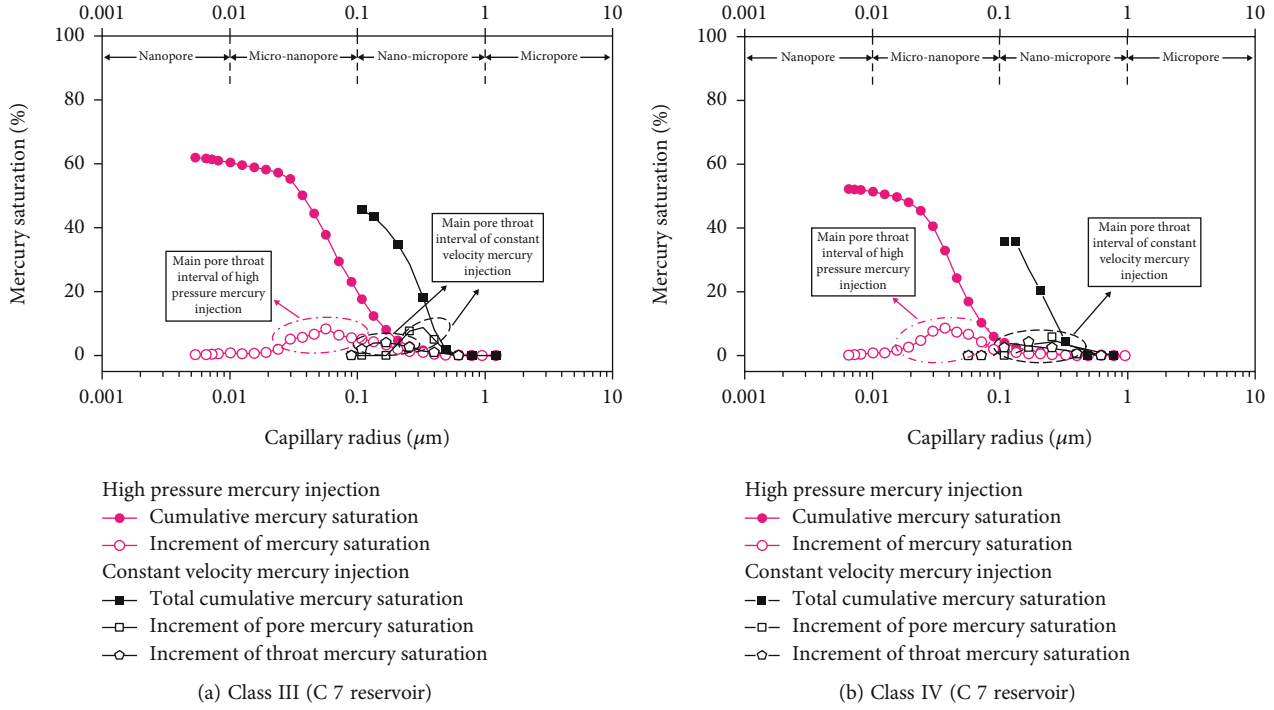 0.001 0.01 0.1 1 10
100
80
60
40
20
0
Mercury saturation (%)
Nanopore
Micro-nanopore
Nano-micropore
Micropore
Main pore throat
interval of high
pressure mercury
injection
Main pore throat
interval of constant
velocity mercury
injection
0.001 0.01 0.1 1 10
Capillary radius (μm)
High pressure mercury injection
Cumulative mercury saturation
Increment of mercury saturation
Constant velocity mercury injection
Total cumulative mercury saturation
Increment of pore mercury saturation
Increment of throat mercury saturation
(a) Class III (C 7 reservoir)
0.001 0.01 0.1 1 10
100
80
60
40
20
0
Mercury saturation (%)
Nanopore
Micro-nanopore
Nano-micropore
Micropore
Main pore throat
interval of high
pressure mercury
injection
Main pore throat
interval of constant
velocity mercury
injection
0.001 0.01 0.1 1 10
Capillary radius (μm)
High pressure mercury injection
Cumulative mercury saturation
Increment of mercury saturation
Constant velocity mercury injection
Total cumulative mercury saturation
Increment of pore mercury saturation
Increment of throat mercury saturation
(b) Class IV (C 7 reservoir)